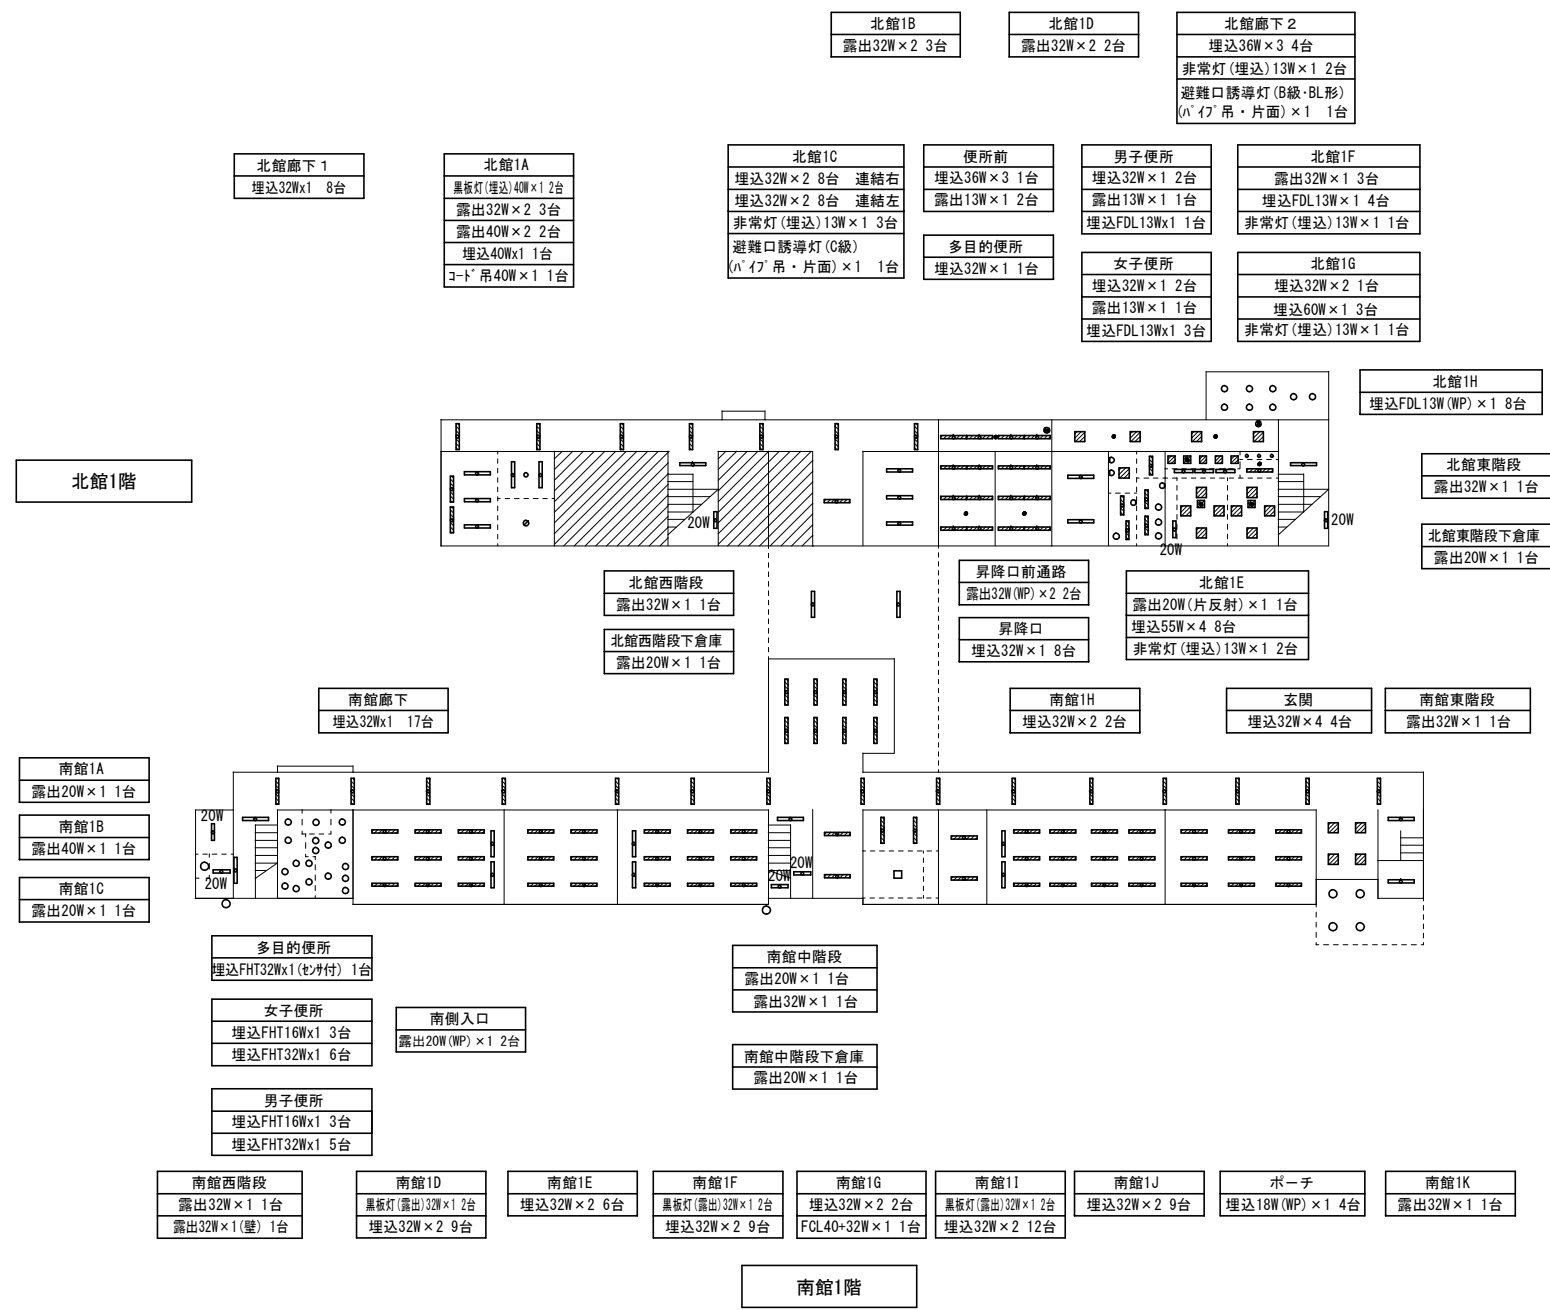 北館1B
露出32W×2 3台
北館1D
露出32W×2 2台
北館廊下２
埋込36W×3 4台
非常灯(埋込)13W×1 2台
避難口誘導灯(B級･BL形)
(ﾊﾟｲﾌﾟ吊・片面)×1 1台
北館廊下１
埋込32Wx1 8台
北館1A
黒板灯(埋込)40W×1 2台
露出32W×2 3台
露出40W×2 2台
埋込40Wx1 1台
ｺｰﾄﾞ吊40W×1 1台
北館1C
埋込32W×2 8台 連結右
埋込32W×2 8台 連結左
非常灯(埋込)13W×1 3台
避難口誘導灯(C級)
(ﾊﾟｲﾌﾟ吊・片面)×1 1台
便所前
埋込36W×3 1台
露出13W×1 2台
多目的便所
埋込32W×1 1台
男子便所
埋込32W×1 2台
露出13W×1 1台
埋込FDL13Wx1 1台
女子便所
埋込32W×1 2台
露出13W×1 1台
埋込FDL13Wx1 3台
北館1F
露出32W×1 3台
埋込FDL13W×1 4台
非常灯(埋込)13W×1 1台
北館1G
埋込32W×2 1台
埋込60W×1 3台
非常灯(埋込)13W×1 1台
北館1H
埋込FDL13W(WP)×1 8台
北館1階
北館東階段
露出32W×1 1台
20W
20W
20W
北館東階段下倉庫
露出20W×1 1台
北館西階段
露出32W×1 1台
北館西階段下倉庫
露出20W×1 1台
昇降口前通路
露出32W(WP)×2 2台
昇降口
埋込32W×1 8台
北館1E
露出20W(片反射)×1 1台
埋込55W×4 8台
非常灯(埋込)13W×1 2台
南館廊下
埋込32Wx1 17台
南館1H
埋込32W×2 2台
玄関
埋込32W×4 4台
南館東階段
露出32W×1 1台
南館1A
露出20W×1 1台
南館1B
露出40W×1 1台
南館1C
露出20W×1 1台
20W
20W
20W
20W
多目的便所
埋込FHT32Wx1(ｾﾝｻ付) 1台
女子便所
埋込FHT16Wx1 3台
埋込FHT32Wx1 6台
男子便所
埋込FHT16Wx1 3台
埋込FHT32Wx1 5台
南側入口
露出20W(WP)×1 2台
南館中階段
露出20W×1 1台
露出32W×1 1台
南館中階段下倉庫
露出20W×1 1台
南館西階段
露出32W×1 1台
露出32W×1(壁) 1台
南館1D
黒板灯(露出)32W×1 2台
埋込32W×2 9台
南館1E
埋込32W×2 6台
南館1F
黒板灯(露出)32W×1 2台
埋込32W×2 9台
南館1G
埋込32W×2 2台
FCL40+32W×1 1台
南館1I
黒板灯(露出)32W×1 2台
埋込32W×2 12台
南館1J
埋込32W×2 9台
ポーチ
埋込18W(WP)×1 4台
南館1K
露出32W×1 1台
南館1階